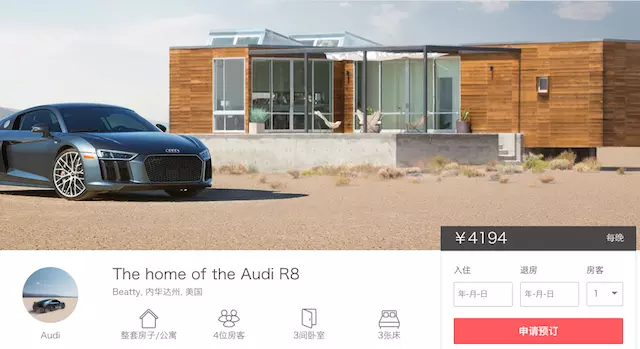 ¥4194 每晚
入住 退房 房客
年-月-日 年-月-日 1
申请预订
The home of the Audi R8
Beatty, 内华达州, 美国
Audi
整套房子/公寓 4位房客 3间卧室 3张床